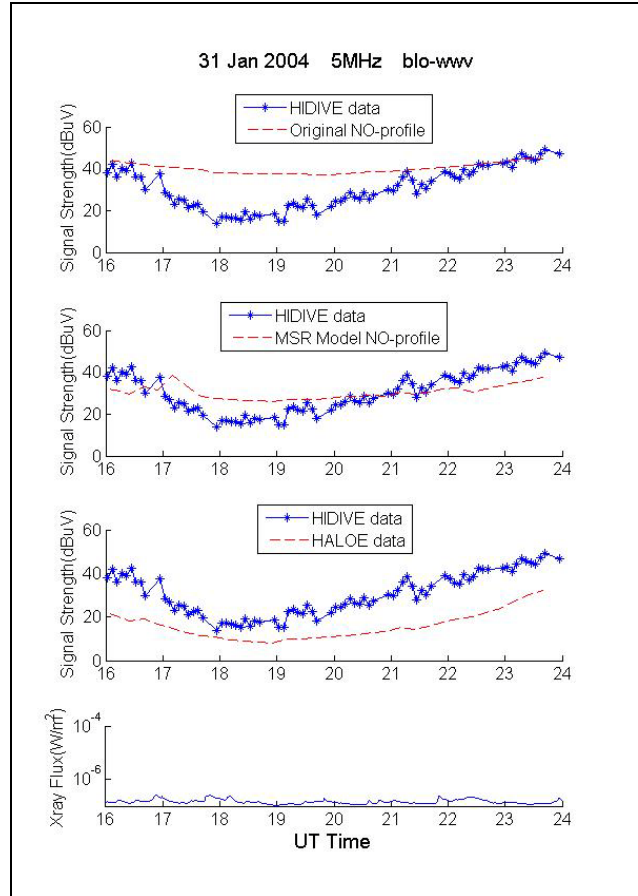 31 Jan 2004 5MHz blo-wwv
HIDIVE data
Original NO-profile
Signal Strength(dBuV)
60
40
20
0
16 17 18 19 20 21 22 23 24
HIDIVE data
MSR Model NO-profile
Signal Strength(dBuV)
60
40
20
0
16 17 18 19 20 21 22 23 24
HIDIVE data
HALOE data
Signal Strength(dBuV)
60
40
20
0
16 17 18 19 20 21 22 23 24
Xray Flux(W/m²)
10⁻⁴
10⁻⁶
16 17 18 19 20 21 22 23 24
UT Time